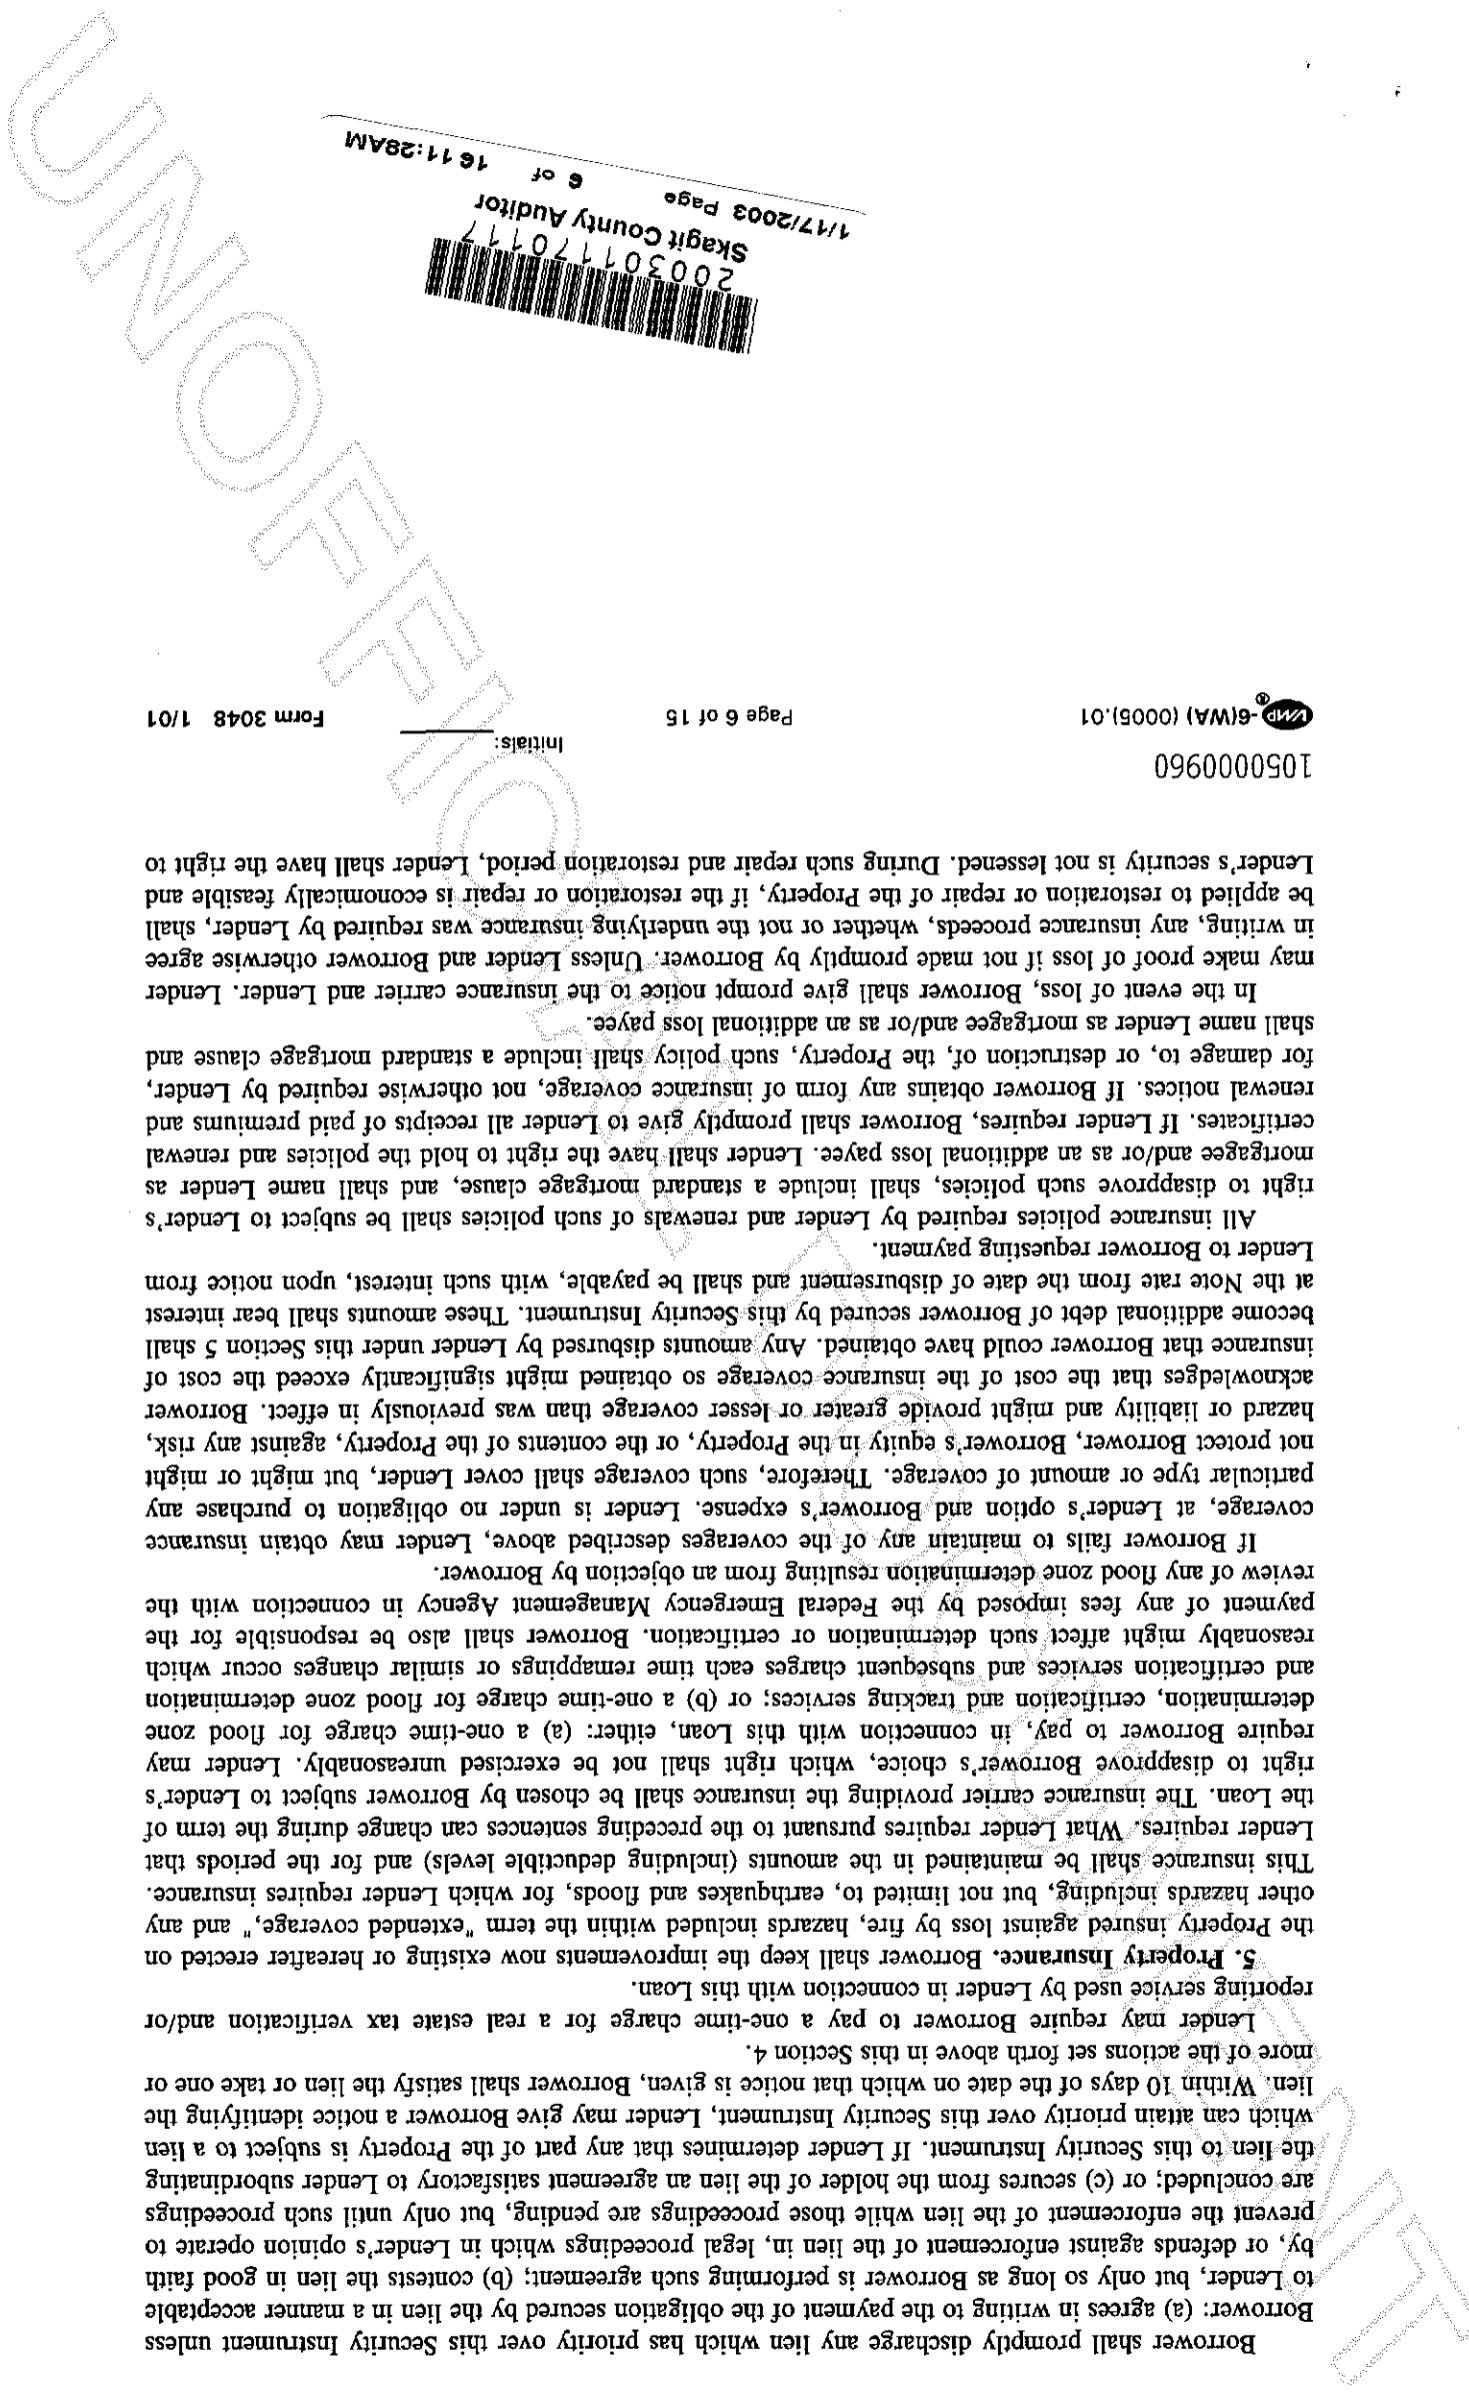 Borrower shall promptly discharge any lien which has priority over this Security Instrument unless
Borrower: (a) agrees in writing to the payment of the obligation secured by the lien in a manner acceptable
to Lender, but only so long as Borrower is performing such agreement; (b) contests the lien in good faith
by, or defends against enforcement of the lien in, legal proceedings which in Lender's opinion operate to
prevent the enforcement of the lien while those proceedings are pending, but only until such proceedings
are concluded; or (c) secures from the holder of the lien an agreement satisfactory to Lender subordinating
the lien to this Security Instrument. If Lender determines that any part of the Property is subject to a lien
which can attain priority over this Security Instrument, Lender may give Borrower a notice identifying the
lien. Within 10 days of the date on which that notice is given, Borrower shall satisfy the lien or take one or
more of the actions set forth above in this Section 4.
Lender may require Borrower to pay a one-time charge for a real estate tax verification and/or
reporting service used by Lender in connection with this Loan.
5. Property Insurance. Borrower shall keep the improvements now existing or hereafter erected on
the Property insured against loss by fire, hazards included within the term "extended coverage," and any
other hazards including, but not limited to, earthquakes and floods, for which Lender requires insurance.
This insurance shall be maintained in the amounts (including deductible levels) and for the periods that
Lender requires. What Lender requires pursuant to the preceding sentences can change during the term of
the Loan. The insurance carrier providing the insurance shall be chosen by Borrower subject to Lender's
right to disapprove Borrower's choice, which right shall not be exercised unreasonably. Lender may
require Borrower to pay, in connection with this Loan, either: (a) a one-time charge for flood zone
determination, certification and tracking services; or (b) a one-time charge for flood zone determination
and certification services and subsequent charges each time remappings or similar changes occur which
reasonably might affect such determination or certification. Borrower shall also be responsible for the
payment of any fees imposed by the Federal Emergency Management Agency in connection with the
review of any flood zone determination resulting from an objection by Borrower.
If Borrower fails to maintain any of the coverages described above, Lender may obtain insurance
coverage, at Lender's option and Borrower's expense. Lender is under no obligation to purchase any
particular type or amount of coverage. Therefore, such coverage shall cover Lender, but might or might
not protect Borrower, Borrower's equity in the Property, or the contents of the Property, against any risk,
hazard or liability and might provide greater or lesser coverage than was previously in effect. Borrower
acknowledges that the cost of the insurance coverage so obtained might significantly exceed the cost of
insurance that Borrower could have obtained. Any amounts disbursed by Lender under this Section 5 shall
become additional debt of Borrower secured by this Security Instrument. These amounts shall bear interest
at the Note rate from the date of disbursement and shall be payable, with such interest, upon notice from
Lender to Borrower requesting payment.
All insurance policies required by Lender and renewals of such policies shall be subject to Lender's
right to disapprove such policies, shall include a standard mortgage clause, and shall name Lender as
mortgagee and/or as an additional loss payee. Lender shall have the right to hold the policies and renewal
certificates. If Lender requires, Borrower shall promptly give to Lender all receipts of paid premiums and
renewal notices. If Borrower obtains any form of insurance coverage, not otherwise required by Lender,
for damage to, or destruction of, the Property, such policy shall include a standard mortgage clause and
shall name Lender as mortgagee and/or as an additional loss payee.
In the event of loss, Borrower shall give prompt notice to the insurance carrier and Lender. Lender
may make proof of loss if not made promptly by Borrower. Unless Lender and Borrower otherwise agree
in writing, any insurance proceeds, whether or not the underlying insurance was required by Lender, shall
be applied to restoration or repair of the Property, if the restoration or repair is economically feasible and
Lender's security is not lessened. During such repair and restoration period, Lender shall have the right to
1050000960
Initials:
VMP®-6(WA) (0005).01 Page 6 of 15 Form 3048 1/01
200301170117
Skagit County Auditor
1/17/2003 Page 6 of 16 11:28AM
UNOFFICIAL DOCUMENT